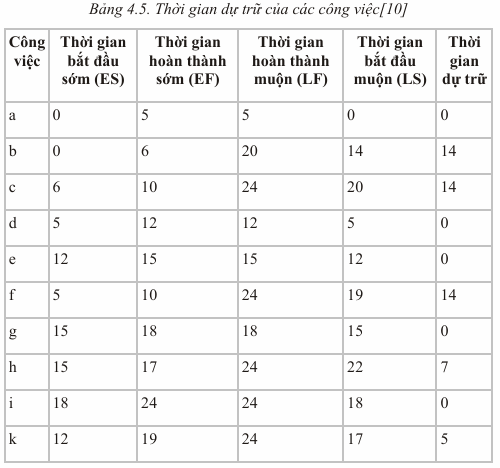 Bảng 4.5. Thời gian dự trữ của các công việc[10]
Công việc | Thời gian bắt đầu sớm (ES) | Thời gian hoàn thành sớm (EF) | Thời gian hoàn thành muộn (LF) | Thời gian bắt đầu muộn (LS) | Thời gian dự trữ
a | 0 | 5 | 5 | 0 | 0
b | 0 | 6 | 20 | 14 | 14
c | 6 | 10 | 24 | 20 | 14
d | 5 | 12 | 12 | 5 | 0
e | 12 | 15 | 15 | 12 | 0
f | 5 | 10 | 24 | 19 | 14
g | 15 | 18 | 18 | 15 | 0
h | 15 | 17 | 24 | 22 | 7
i | 18 | 24 | 24 | 18 | 0
k | 12 | 19 | 24 | 17 | 5